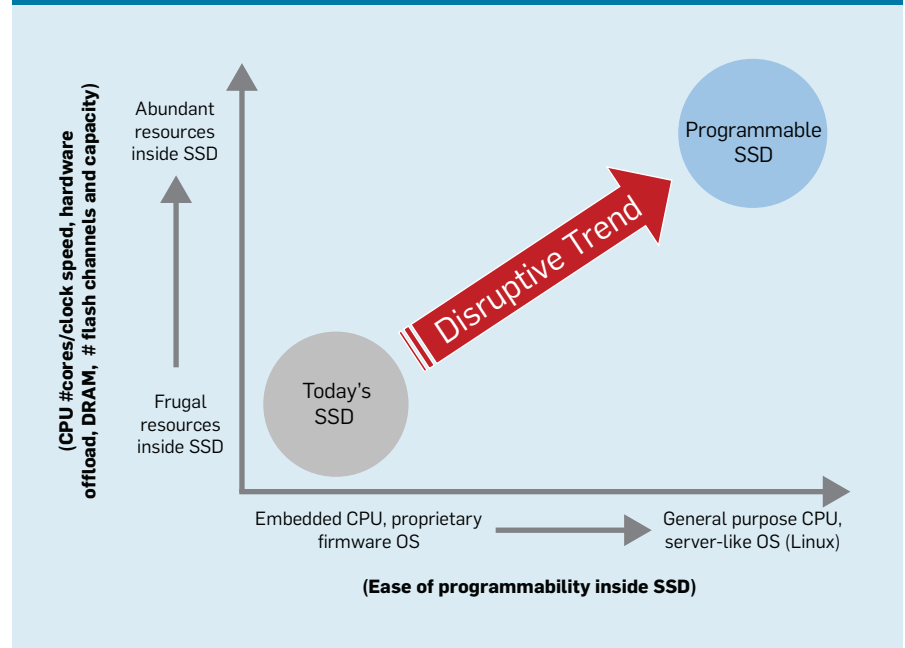 (CPU #cores/clock speed, hardware
offload, DRAM, # flash channels and capacity)
Abundant
resources
inside SSD
Frugal
resources
inside SSD
Programmable
SSD
Disruptive Trend
Today's
SSD
Embedded CPU, proprietary
firmware OS
General purpose CPU,
server-like OS (Linux)
(Ease of programmability inside SSD)